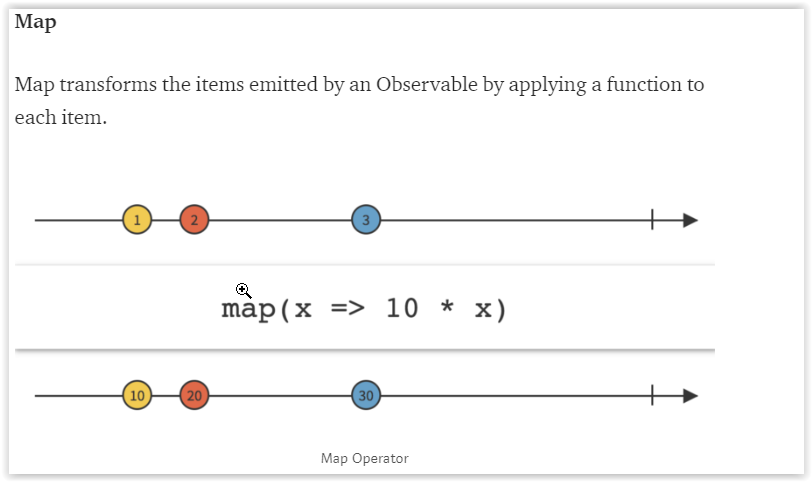 Map
Map transforms the items emitted by an Observable by applying a function to
each item.
1 2 3
map(x => 10 * x)
10 20 30
Map Operator